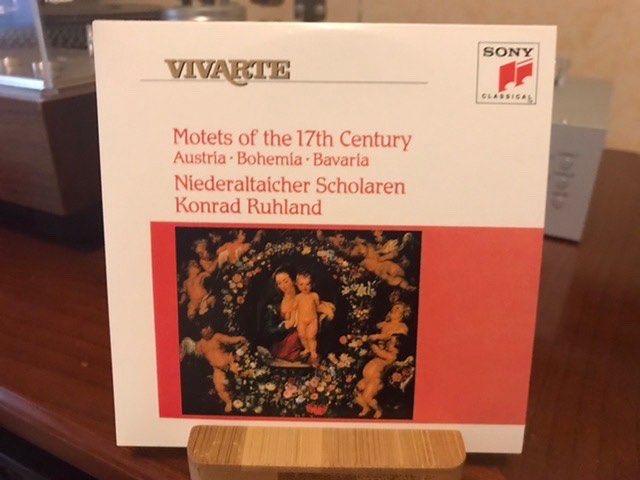 VIVARTE
SONY
CLASSICAL
Motets of the 17th Century
Austria · Bohemia · Bavaria
Niederaltaicher Scholaren
Konrad Ruhland